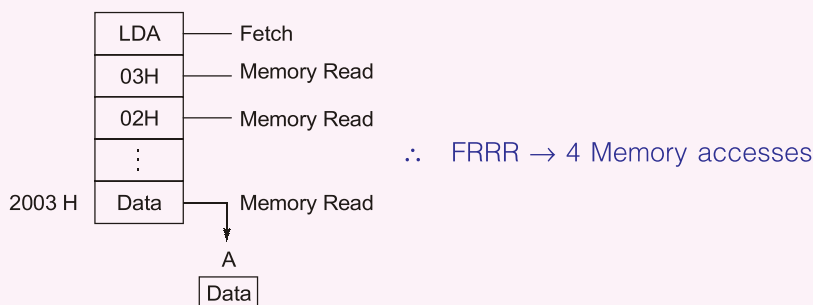 LDA Fetch
03H Memory Read
02H Memory Read
∴ FRRR → 4 Memory accesses
⋮
2003 H Data Memory Read
A
Data